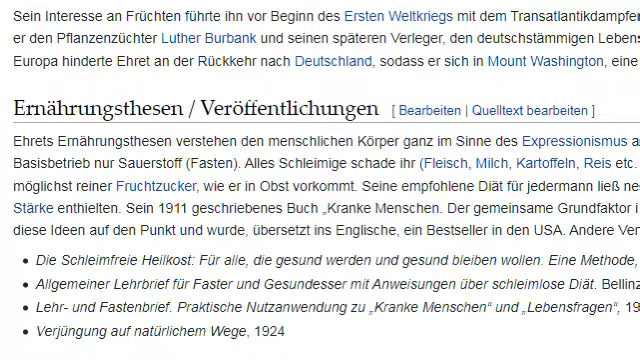 Sein Interesse an Früchten führte ihn vor Beginn des Ersten Weltkriegs mit dem Transatlantikdampfer
er den Pflanzenzüchter Luther Burbank und seinen späteren Verleger, den deutschstämmigen Lebens
Europa hinderte Ehret an der Rückkehr nach Deutschland, sodass er sich in Mount Washington, eine
Ernährungsthesen / Veröffentlichungen [ Bearbeiten | Quelltext bearbeiten ]
Ehrets Ernährungsthesen verstehen den menschlichen Körper ganz im Sinne des Expressionismus a
Basisbetrieb nur Sauerstoff (Fasten). Alles Schleimige schade ihr (Fleisch, Milch, Kartoffeln, Reis etc.
möglichst reiner Fruchtzucker, wie er in Obst vorkommt. Seine empfohlene Diät für jedermann ließ ne
Stärke enthielten. Sein 1911 geschriebenes Buch „Kranke Menschen. Der gemeinsame Grundfaktor i
diese Ideen auf den Punkt und wurde, übersetzt ins Englische, ein Bestseller in den USA. Andere Ver
• Die Schleimfreie Heilkost: Für alle, die gesund werden und gesund bleiben wollen. Eine Methode,
• Allgemeiner Lehrbrief für Faster und Gesundesser mit Anweisungen über schleimlose Diät. Bellinz
• Lehr- und Fastenbrief. Praktische Nutzanwendung zu „Kranke Menschen“ und „Lebensfragen“, 19
• Verjüngung auf natürlichem Wege, 1924